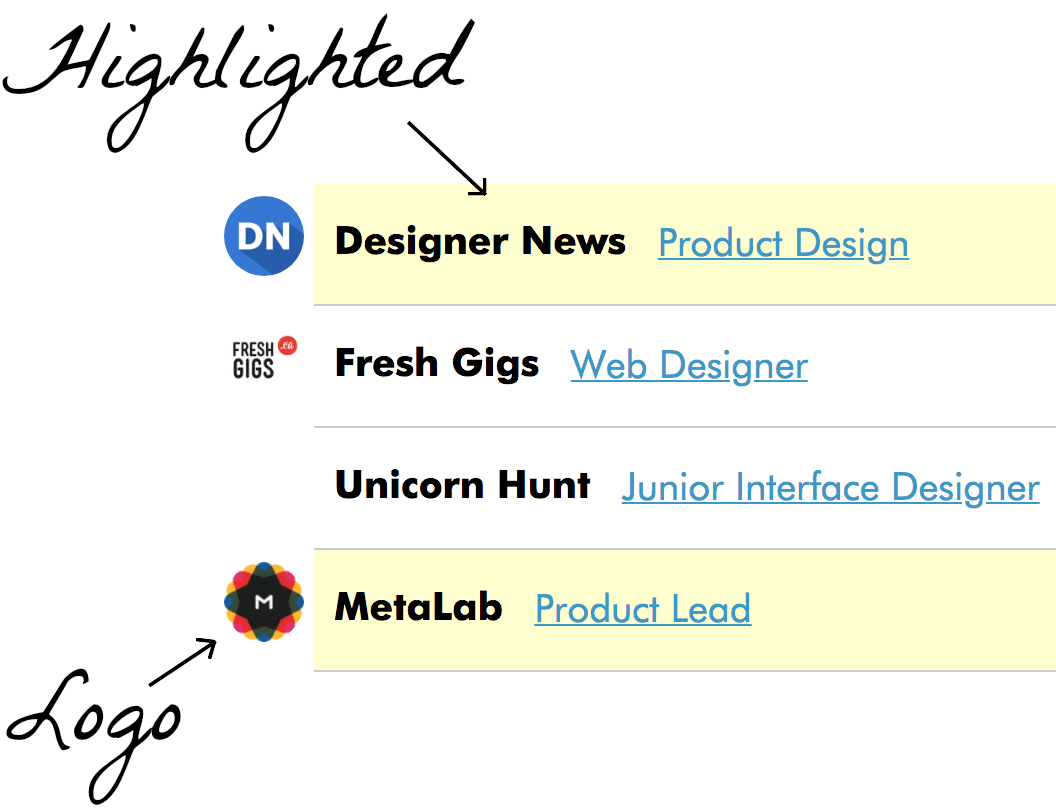 Highlighted
DN
Designer News Product Design
FRESH .ca
GIGS
Fresh Gigs Web Designer
Unicorn Hunt Junior Interface Designer
M
MetaLab Product Lead
Logo